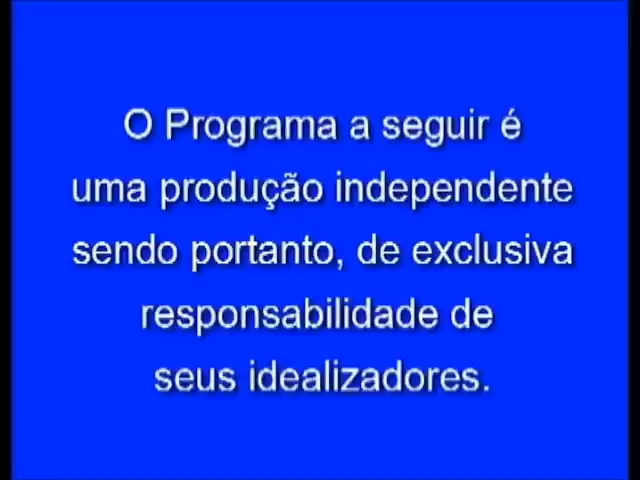 O Programa a seguir é
uma produção independente
sendo portanto, de exclusiva
responsabilidade de
seus idealizadores.